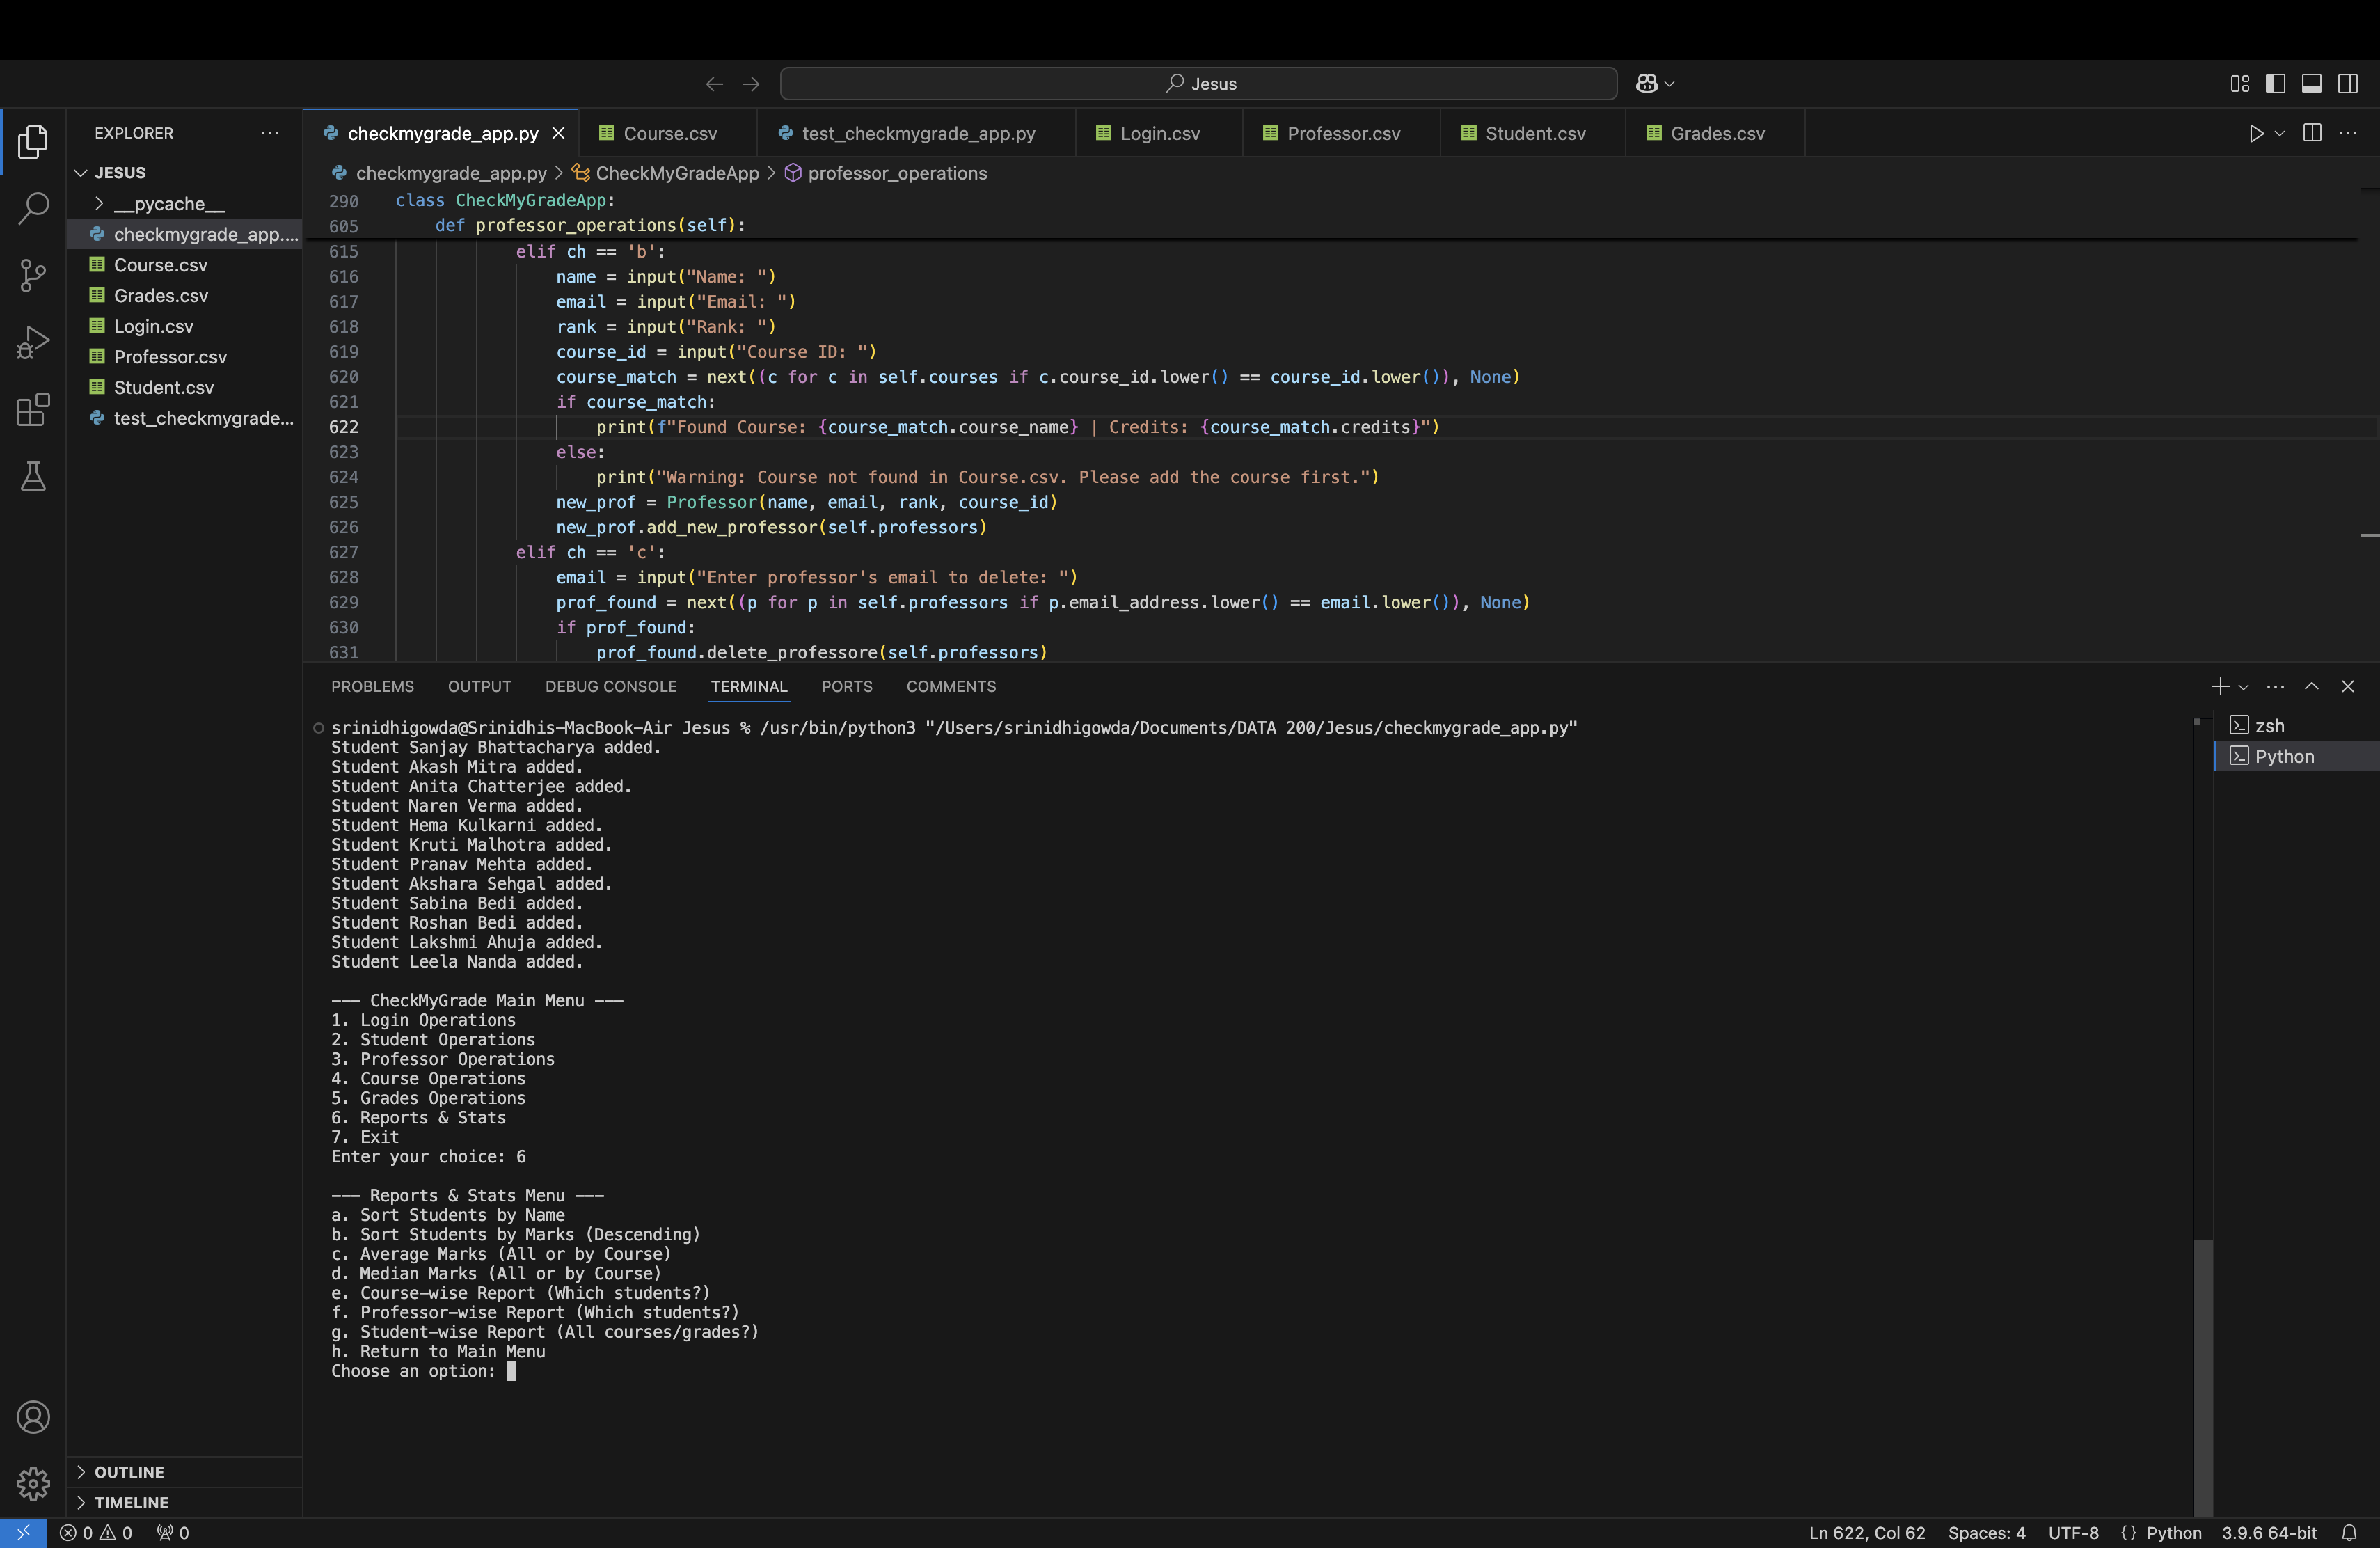 Jesus
EXPLORER
JESUS
__pycache__
checkmygrade_app....
Course.csv
Grades.csv
Login.csv
Professor.csv
Student.csv
test_checkmygrade...
OUTLINE
TIMELINE
checkmygrade_app.py
Course.csv
test_checkmygrade_app.py
Login.csv
Professor.csv
Student.csv
Grades.csv
checkmygrade_app.py > CheckMyGradeApp > professor_operations
290 class CheckMyGradeApp:
605 def professor_operations(self):
615 elif ch == 'b':
616 name = input("Name: ")
617 email = input("Email: ")
618 rank = input("Rank: ")
619 course_id = input("Course ID: ")
620 course_match = next((c for c in self.courses if c.course_id.lower() == course_id.lower()), None)
621 if course_match:
622 print(f"Found Course: {course_match.course_name} | Credits: {course_match.credits}")
623 else:
624 print("Warning: Course not found in Course.csv. Please add the course first.")
625 new_prof = Professor(name, email, rank, course_id)
626 new_prof.add_new_professor(self.professors)
627 elif ch == 'c':
628 email = input("Enter professor's email to delete: ")
629 prof_found = next((p for p in self.professors if p.email_address.lower() == email.lower()), None)
630 if prof_found:
631 prof_found.delete_professore(self.professors)
PROBLEMS OUTPUT DEBUG CONSOLE TERMINAL PORTS COMMENTS
srinidhigowda@Srinidhis-MacBook-Air Jesus % /usr/bin/python3 "/Users/srinidhigowda/Documents/DATA 200/Jesus/checkmygrade_app.py"
Student Sanjay Bhattacharya added.
Student Akash Mitra added.
Student Anita Chatterjee added.
Student Naren Verma added.
Student Hema Kulkarni added.
Student Kruti Malhotra added.
Student Pranav Mehta added.
Student Akshara Sehgal added.
Student Sabina Bedi added.
Student Roshan Bedi added.
Student Lakshmi Ahuja added.
Student Leela Nanda added.
--- CheckMyGrade Main Menu ---
1. Login Operations
2. Student Operations
3. Professor Operations
4. Course Operations
5. Grades Operations
6. Reports & Stats
7. Exit
Enter your choice: 6
--- Reports & Stats Menu ---
a. Sort Students by Name
b. Sort Students by Marks (Descending)
c. Average Marks (All or by Course)
d. Median Marks (All or by Course)
e. Course-wise Report (Which students?)
f. Professor-wise Report (Which students?)
g. Student-wise Report (All courses/grades?)
h. Return to Main Menu
Choose an option:
zsh
Python
0 0 0
Ln 622, Col 62 Spaces: 4 UTF-8 {} Python 3.9.6 64-bit